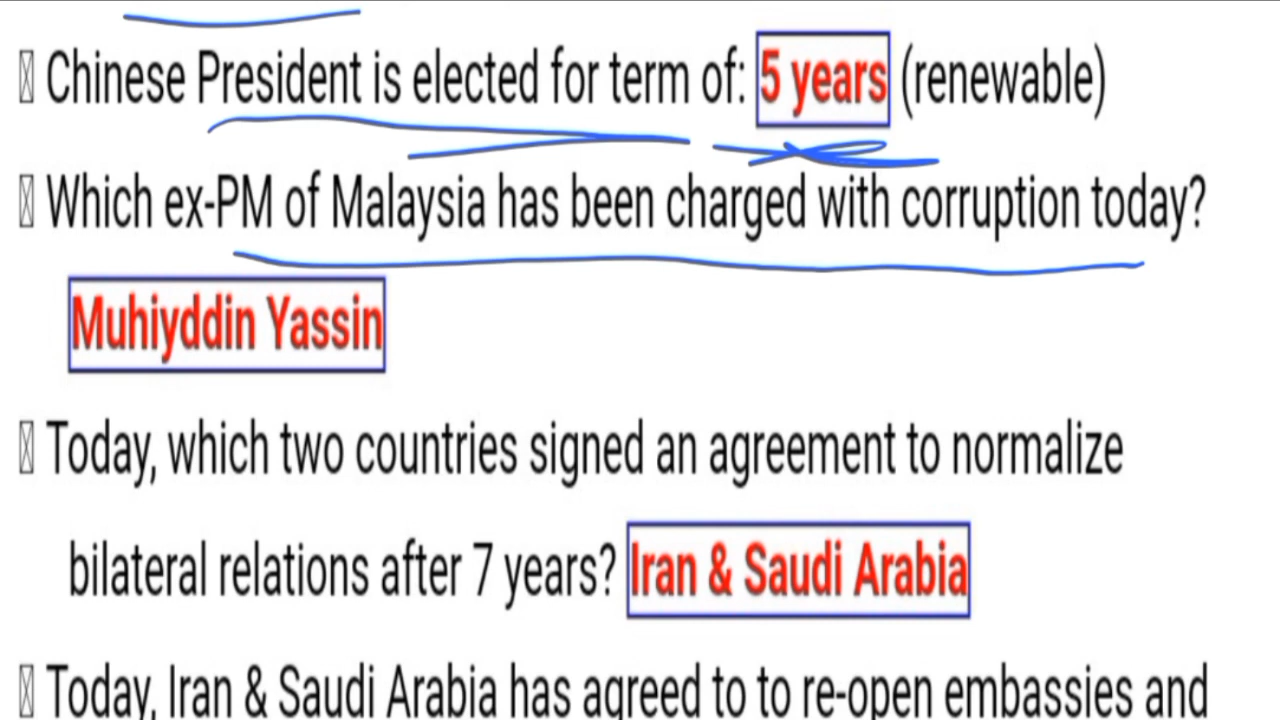 Chinese President is elected for term of: 5 years (renewable)
Which ex-PM of Malaysia has been charged with corruption today?
Muhiyddin Yassin
Today, which two countries signed an agreement to normalize
bilateral relations after 7 years? Iran & Saudi Arabia
Today, Iran & Saudi Arabia has agreed to to re-open embassies and